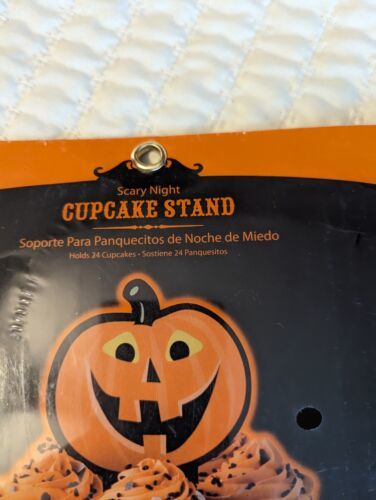 Scary Night
CUPCAKE STAND
Soporte Para Panquecitos de Noche de Miedo
Holds 24 Cupcakes • Sostiene 24 Panquesitos